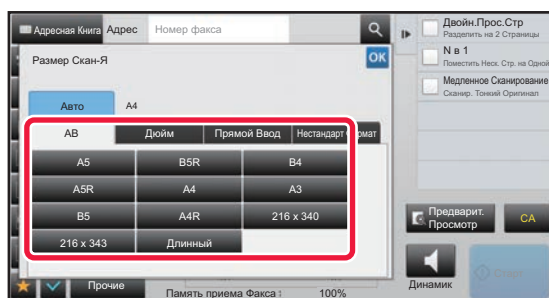 Адресная Книга
Адрес
Номер факса
Размер Скан-Я
OK
Авто
A4
AB
Дюйм
Прямой Ввод
Нестандарт Формат
A5
B5R
B4
A5R
A4
A3
B5
A4R
216 x 340
216 x 343
Длинный
Прочие
Память приема Факса :
100%
Двойн.Прос.Стр
Разделить на 2 Страницы
N в 1
Поместить Неск. Стр. на Одной
Медленное Сканирование
Сканир. Тонкий Оригинал
Предварит.
Просмотр
CA
Динамик
Старт